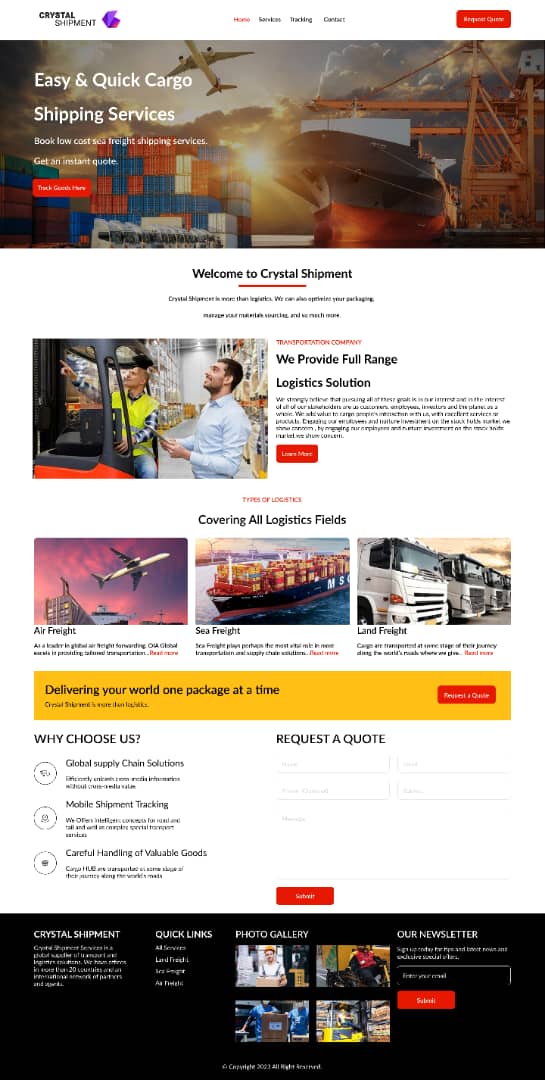 CRYSTAL
SHIPMENT
Home Services Tracking Contact
Request Quote
Easy & Quick Cargo
Shipping Services
Book low cost sea freight shipping services.
Get an instant quote.
Track Goods Here
Welcome to Crystal Shipment
Crystal Shipment is more than logistics. We can also optimize your packaging,
manage your materials sourcing, and so much more.
TRANSPORTATION COMPANY
We Provide Full Range
Logistics Solution
We strongly believe that pursuing all of these goals is in our interest and in the interest
of all of our stakeholders are us customers, employees, investors and the planet as a
whole. We add value to cargo people's interaction with us, with excellent services or
products. Engaging our employees and nurture investment on the stock holds market we
show concern , by engaging our employees and nurture investment on the stock holds
market we show concern.
Learn More
TYPES OF LOGISTICS
Covering All Logistics Fields
MSC
Air Freight
As a leader in global air freight forwarding, OIA Global
excels in providing tailored transportation...Read more
Sea Freight
Sea Freight plays perhaps the most vital role in most
transportation and supply chain solutions...Read more
Land Freight
Cargo are transported at some stage of their journey
along the world's roads where we give... Read more
Delivering your world one package at a time
Crystal Shipment is more than logistics.
Request a Quote
WHY CHOOSE US?
Global supply Chain Solutions
Efficiently unleash cross-media information
without cross-media value.
Mobile Shipment Tracking
We Offers intelligent concepts for road and
tail and well as complex special transport
services
Careful Handling of Valuable Goods
Cargo HUB are transported at some stage of
their journey along the world's roads
REQUEST A QUOTE
Name
Email
Phone (Optional)
Subject
Message
Submit
CRYSTAL SHIPMENT
Crystal Shipment Services is a
global supplier of transport and
logistics solutions. We have offices
in more than 20 countries and an
international network of partners
and agents.
QUICK LINKS
All Services
Land Freight
Sea Freight
Air Freight
PHOTO GALLERY
OUR NEWSLETTER
Sign up today for tips and latest news and
exclusive special offers.
Enter your email
Submit
© Copyright 2023 All Right Reserved.